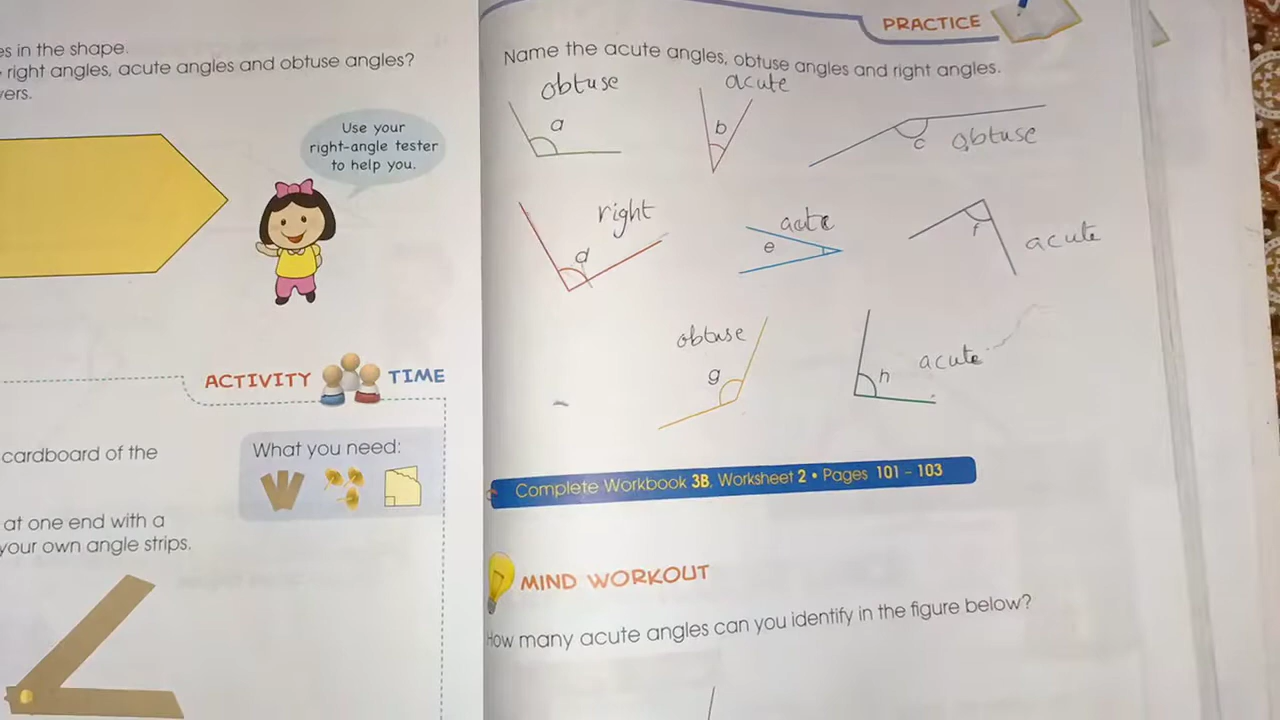 es in the shape.
right angles, acute angles and obtuse angles?
vers.
Use your
right-angle tester
to help you.
ACTIVITY TIME
cardboard of the
What you need:
at one end with a
your own angle strips.
PRACTICE
Name the acute angles, obtuse angles and right angles.
obtuse
a
acute
b
c
obtuse
right
d
acute
e
f
acute
obtuse
g
h
acute
Complete Workbook 3B, Worksheet 2 • Pages 101 – 103
MIND WORKOUT
How many acute angles can you identify in the figure below?